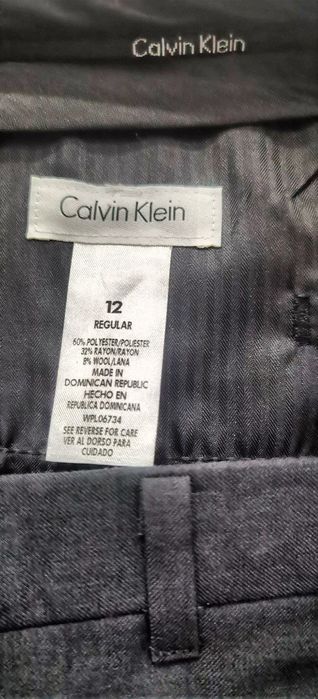 Calvin Klein
Calvin Klein
12
REGULAR
60% POLYESTER/POLIESTER
32% RAYON/RAYON
8% WOOL/LANA
MADE IN
DOMINICAN REPUBLIC
HECHO EN
REPUBLICA DOMINICANA
WPL06734
SEE REVERSE FOR CARE
VER AL DORSO PARA
CUIDADO